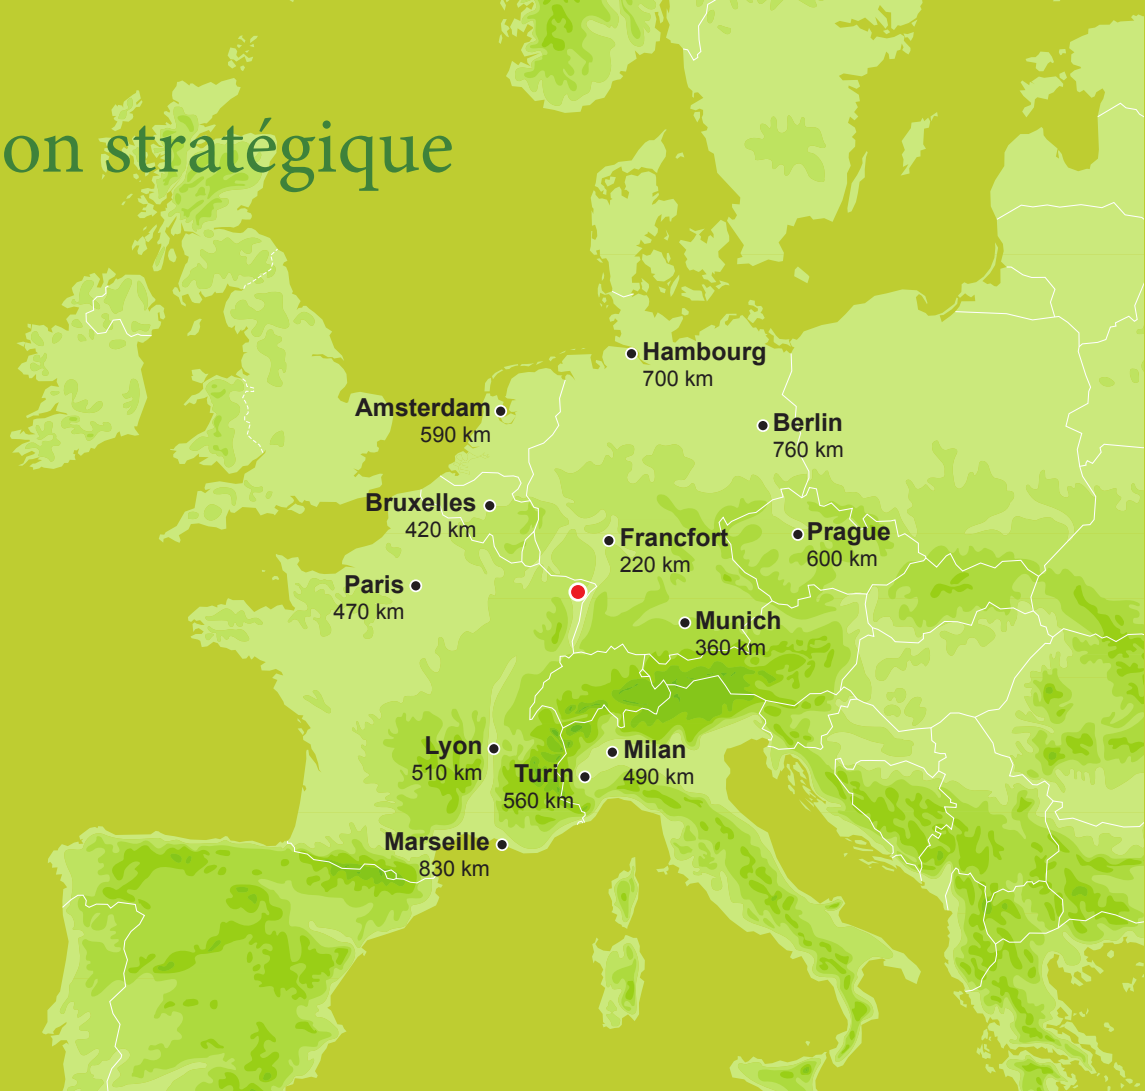 on stratégique
Hambourg
700 km
Amsterdam
590 km
Berlin
760 km
Bruxelles
420 km
Francfort
220 km
Prague
600 km
Paris
470 km
Munich
360 km
Lyon
510 km
Milan
490 km
Turin
560 km
Marseille
830 km